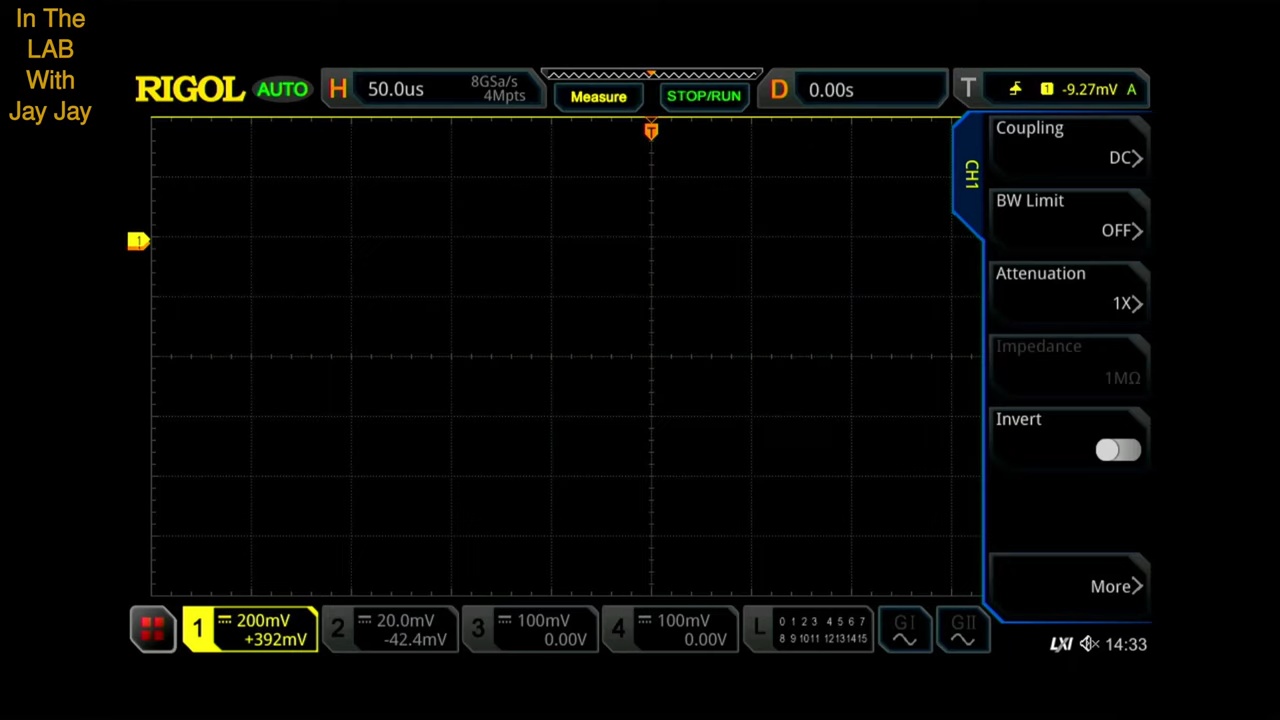 In The
LAB
With
Jay Jay
RIGOL AUTO H 50.0us 8GSa/s 4Mpts Measure STOP/RUN D 0.00s T 1 -9.27mV A
T
CH1
Coupling
DC
BW Limit
OFF
1
Attenuation
1X
Impedance
1MΩ
Invert
More
1 200mV +392mV
2 20.0mV -42.4mV
3 100mV 0.00V
4 100mV 0.00V
L 0 1 2 3 4 5 6 7
8 9 10 11 12 13 14 15
GI GII
LXI 14:33